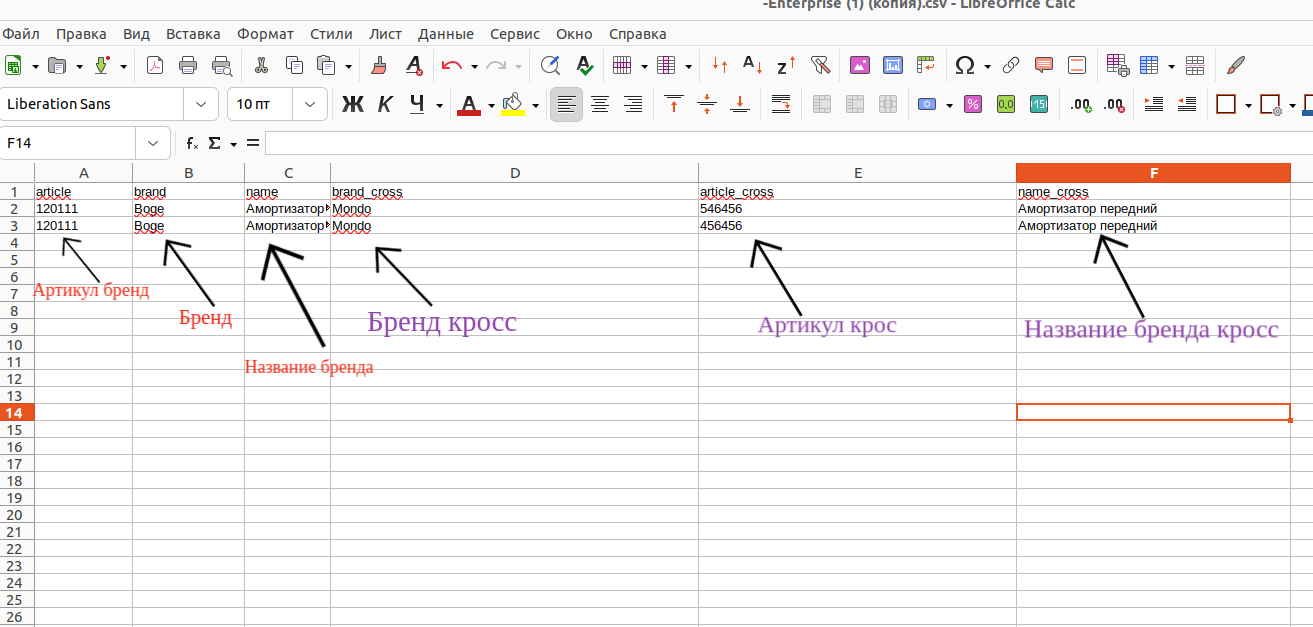 -Enterprise (1) (копия).csv - LibreOffice Calc
Файл Правка Вид Вставка Формат Стили Лист Данные Сервис Окно Справка
Liberation Sans 10 пт Ж К Ч А
F14 fx Σ =
A B C D E F
1 article brand name brand_cross article_cross name_cross
2 120111 Boge Амортизатор Mondo 546456 Амортизатор передний
3 120111 Boge Амортизатор Mondo 456456 Амортизатор передний
4
5
6
7
8
9
10
11
12
13
14
15
16
17
18
19
20
21
22
23
24
25
26
Артикул бренд
Бренд
Название бренда
Бренд кросс
Артикул крос
Название бренда кросс